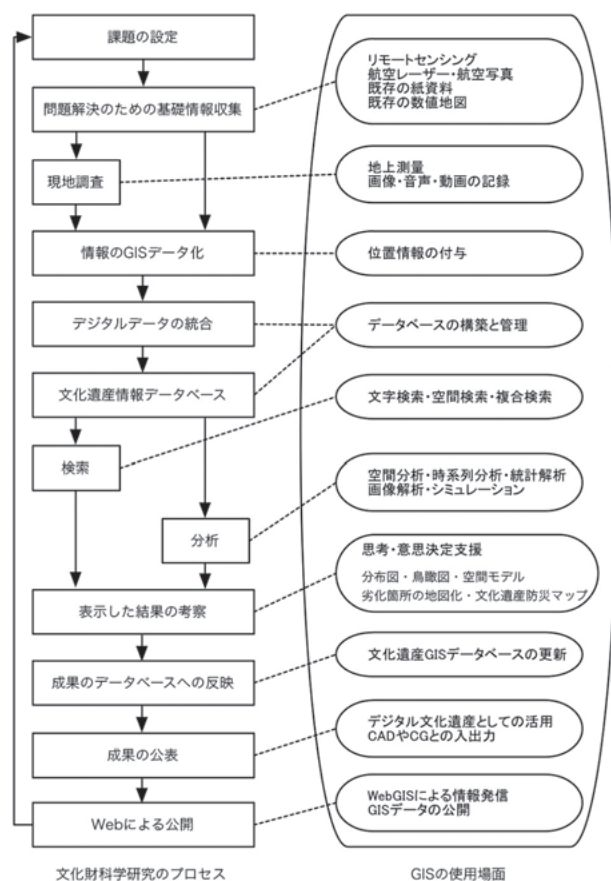 課題の設定
問題解決のための基礎情報収集
現地調査
情報のGISデータ化
デジタルデータの統合
文化遺産情報データベース
検索
分析
表示した結果の考察
成果のデータベースへの反映
成果の公表
Webによる公開
文化財科学研究のプロセス
リモートセンシング
航空レーザー・航空写真
既存の紙資料
既存の数値地図
地上測量
画像・音声・動画の記録
位置情報の付与
データベースの構築と管理
文字検索・空間検索・複合検索
空間分析・時系列分析・統計解析
画像解析・シミュレーション
思考・意思決定支援
分布図・鳥瞰図・空間モデル
劣化箇所の地図化・文化遺産防災マップ
文化遺産GISデータベースの更新
デジタル文化遺産としての活用
CADやCGとの入出力
WebGISによる情報発信
GISデータの公開
GISの使用場面